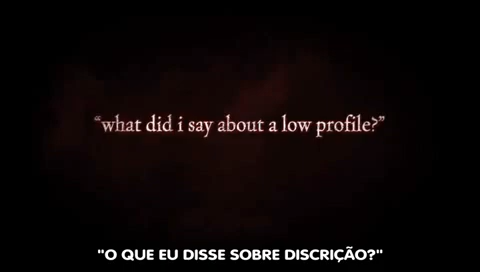 “what did i say about a low profile?”
"O QUE EU DISSE SOBRE DISCRIÇÃO?"